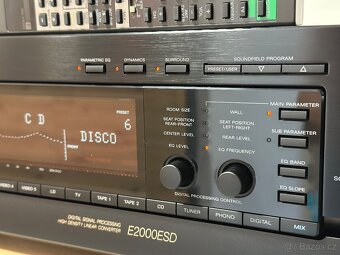 PARAMETRIC EQ
DYNAMICS
SURROUND
SOUNDFIELD PROGRAM
PRESET/USER
MAIN PARAMETER
ROOM SIZE
WALL
SEAT POSITION
REAR-FRONT
SEAT POSITION
LEFT-RIGHT
SUB PARAMETER
CENTER LEVEL
REAR LEVEL
EQ LEVEL
EQ FREQUENCY
EQ BAND
EQ SLOPE
CD
PRESET
6
DISCO
FRONT
DIGITAL PROCESSING CONTROL
VIDEO 3
LD
TV
TAPE 1
TAPE 2
CD
TUNER
PHONO
DIGITAL
MIX
DIGITAL SIGNAL PROCESSING
HIGH DENSITY LINEAR CONVERTER
E2000ESD